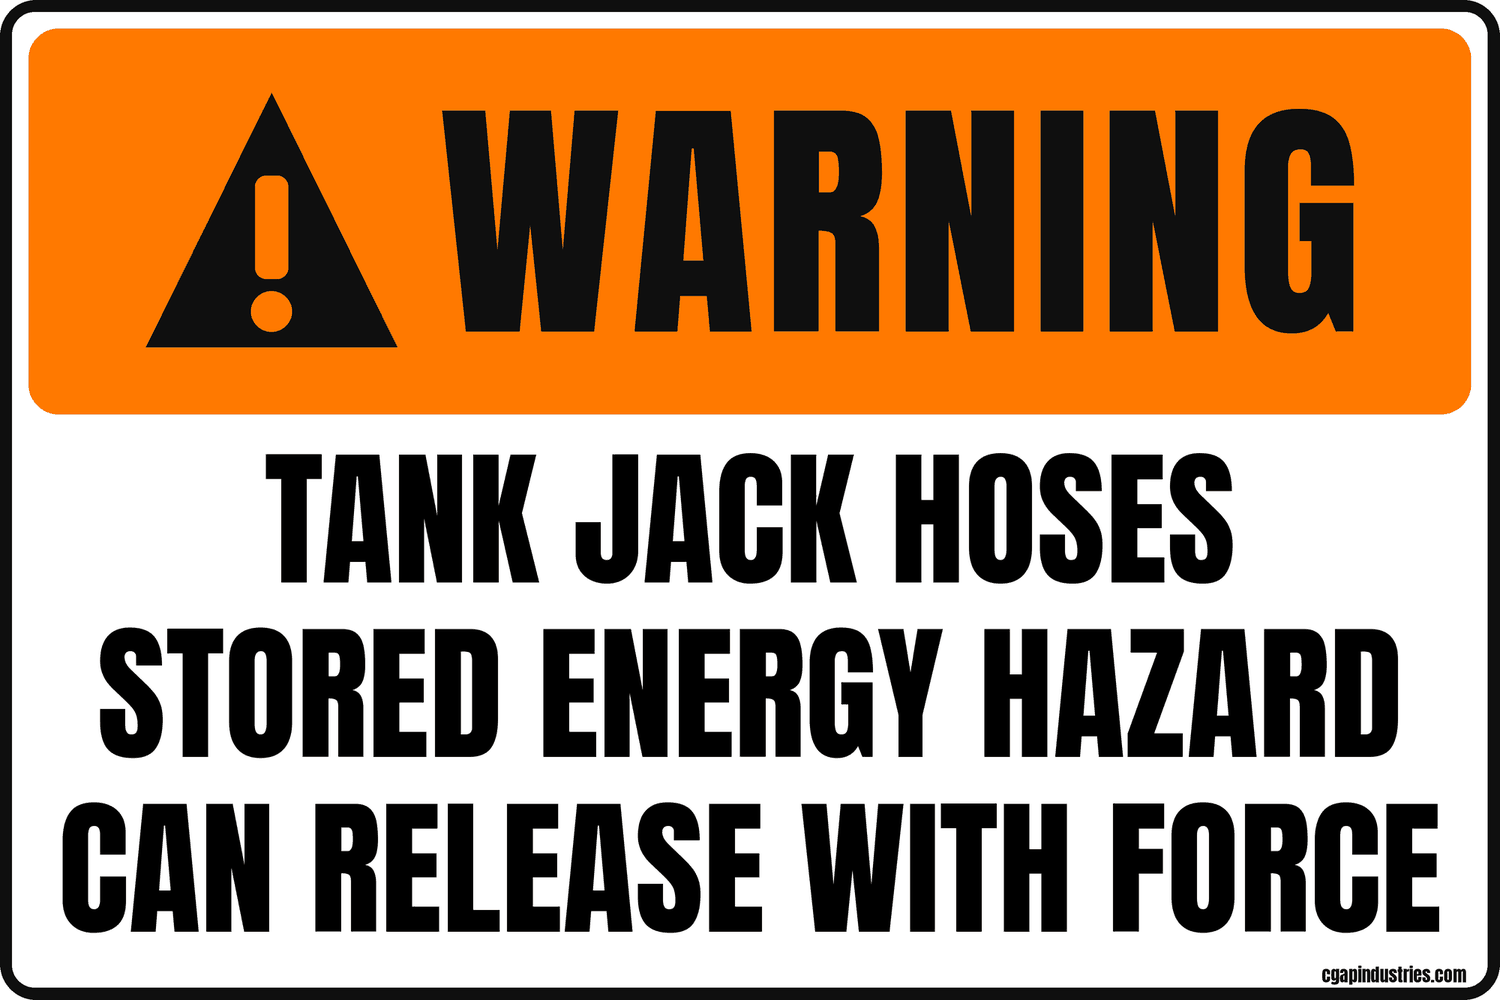 WARNING
TANK JACK HOSES
STORED ENERGY HAZARD
CAN RELEASE WITH FORCE
cgapindustries.com